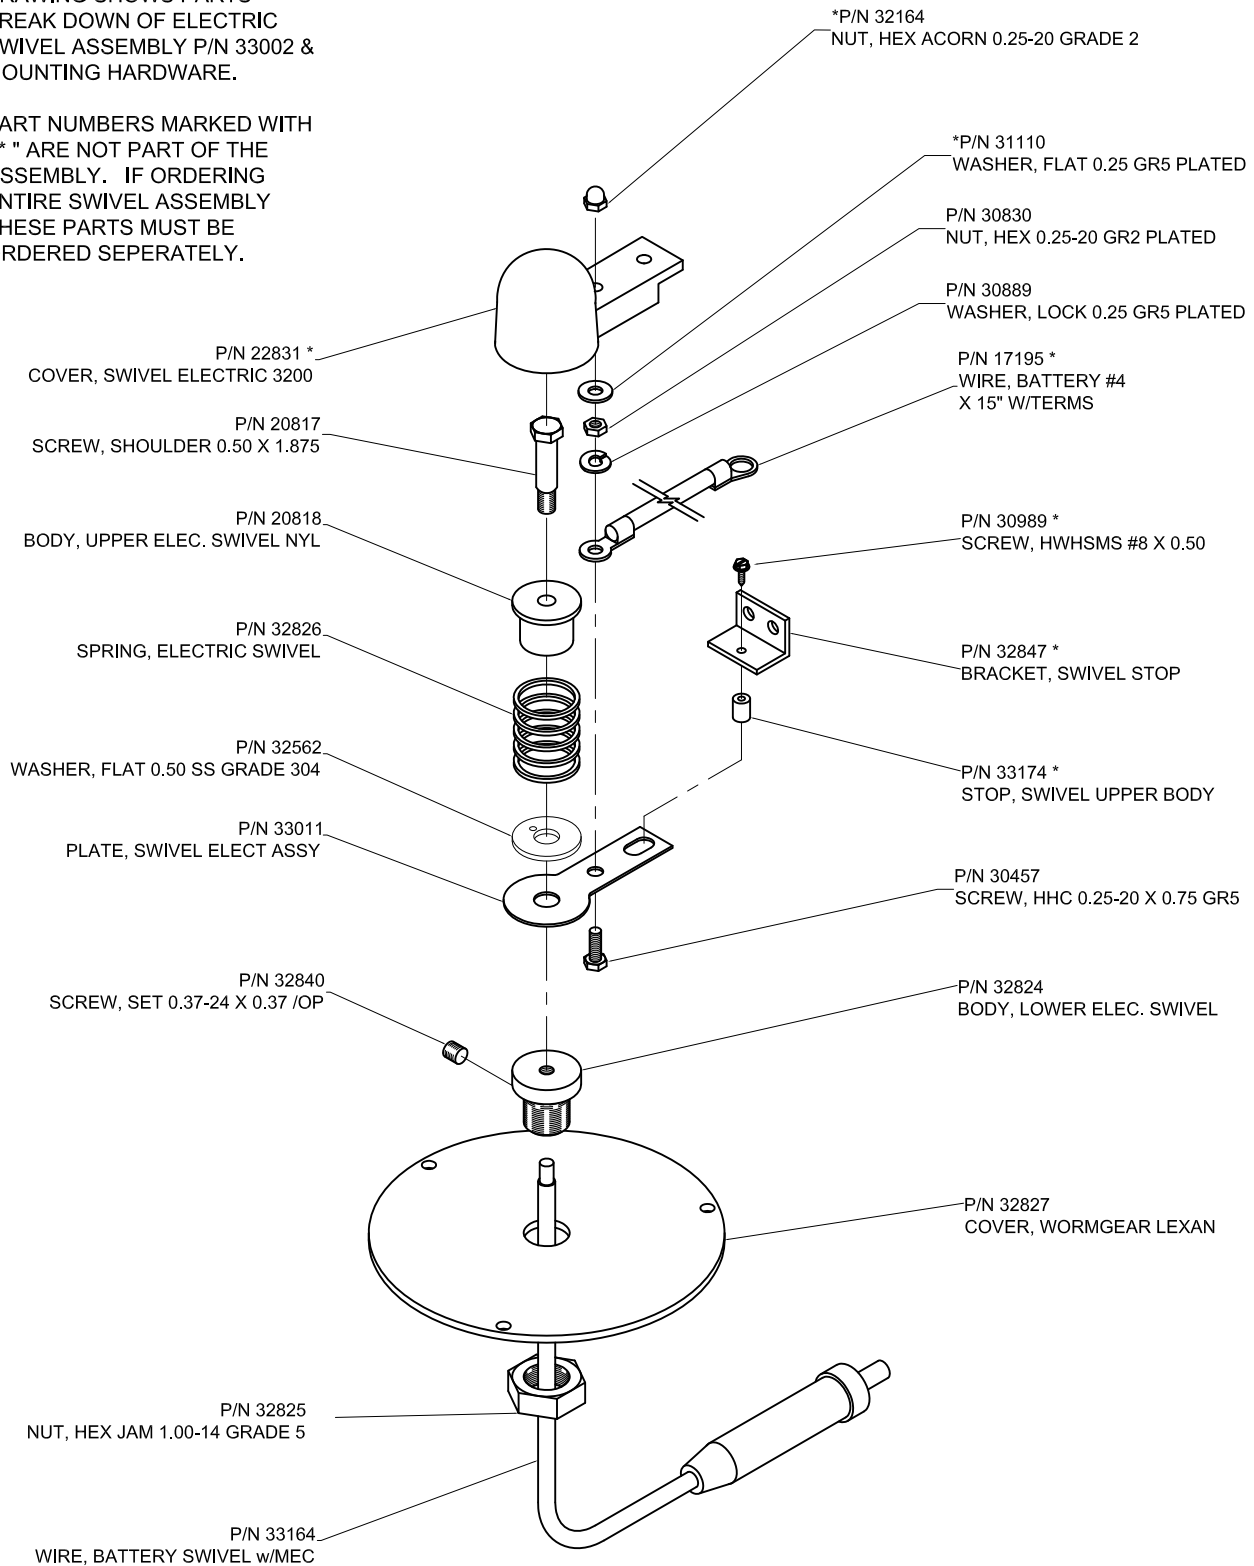 RAWING SHOWS PARTS
REAK DOWN OF ELECTRIC
WIVEL ASSEMBLY P/N 33002 &
OUNTING HARDWARE.
ART NUMBERS MARKED WITH
* " ARE NOT PART OF THE
SSEMBLY. IF ORDERING
NTIRE SWIVEL ASSEMBLY
HESE PARTS MUST BE
RDERED SEPERATELY.
*P/N 32164
NUT, HEX ACORN 0.25-20 GRADE 2
*P/N 31110
WASHER, FLAT 0.25 GR5 PLATED
P/N 30830
NUT, HEX 0.25-20 GR2 PLATED
P/N 30889
WASHER, LOCK 0.25 GR5 PLATED
P/N 17195 *
WIRE, BATTERY #4
X 15" W/TERMS
P/N 30989 *
SCREW, HWHSMS #8 X 0.50
P/N 32847 *
BRACKET, SWIVEL STOP
P/N 33174 *
STOP, SWIVEL UPPER BODY
P/N 30457
SCREW, HHC 0.25-20 X 0.75 GR5
P/N 32824
BODY, LOWER ELEC. SWIVEL
P/N 32827
COVER, WORMGEAR LEXAN
P/N 22831 *
COVER, SWIVEL ELECTRIC 3200
P/N 20817
SCREW, SHOULDER 0.50 X 1.875
P/N 20818
BODY, UPPER ELEC. SWIVEL NYL
P/N 32826
SPRING, ELECTRIC SWIVEL
P/N 32562
WASHER, FLAT 0.50 SS GRADE 304
P/N 33011
PLATE, SWIVEL ELECT ASSY
P/N 32840
SCREW, SET 0.37-24 X 0.37 /OP
P/N 32825
NUT, HEX JAM 1.00-14 GRADE 5
P/N 33164
WIRE, BATTERY SWIVEL w/MEC